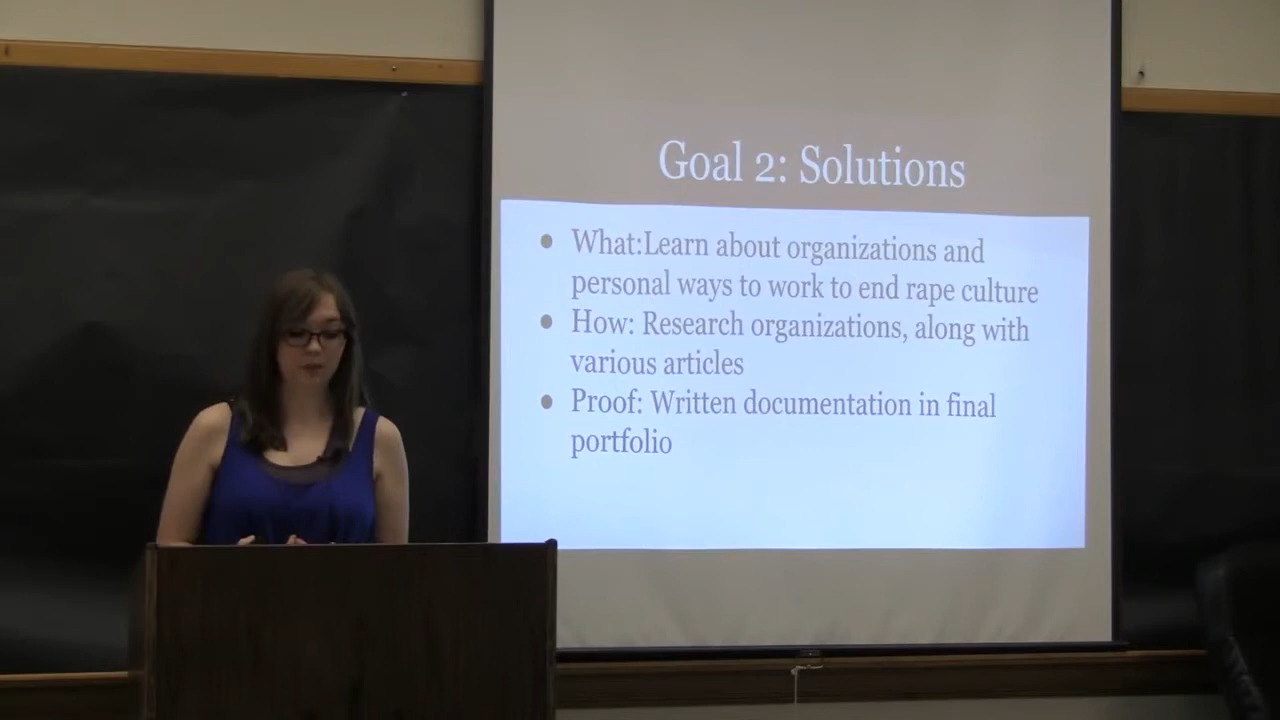 Goal 2: Solutions
● What:Learn about organizations and
personal ways to work to end rape culture
● How: Research organizations, along with
various articles
● Proof: Written documentation in final
portfolio